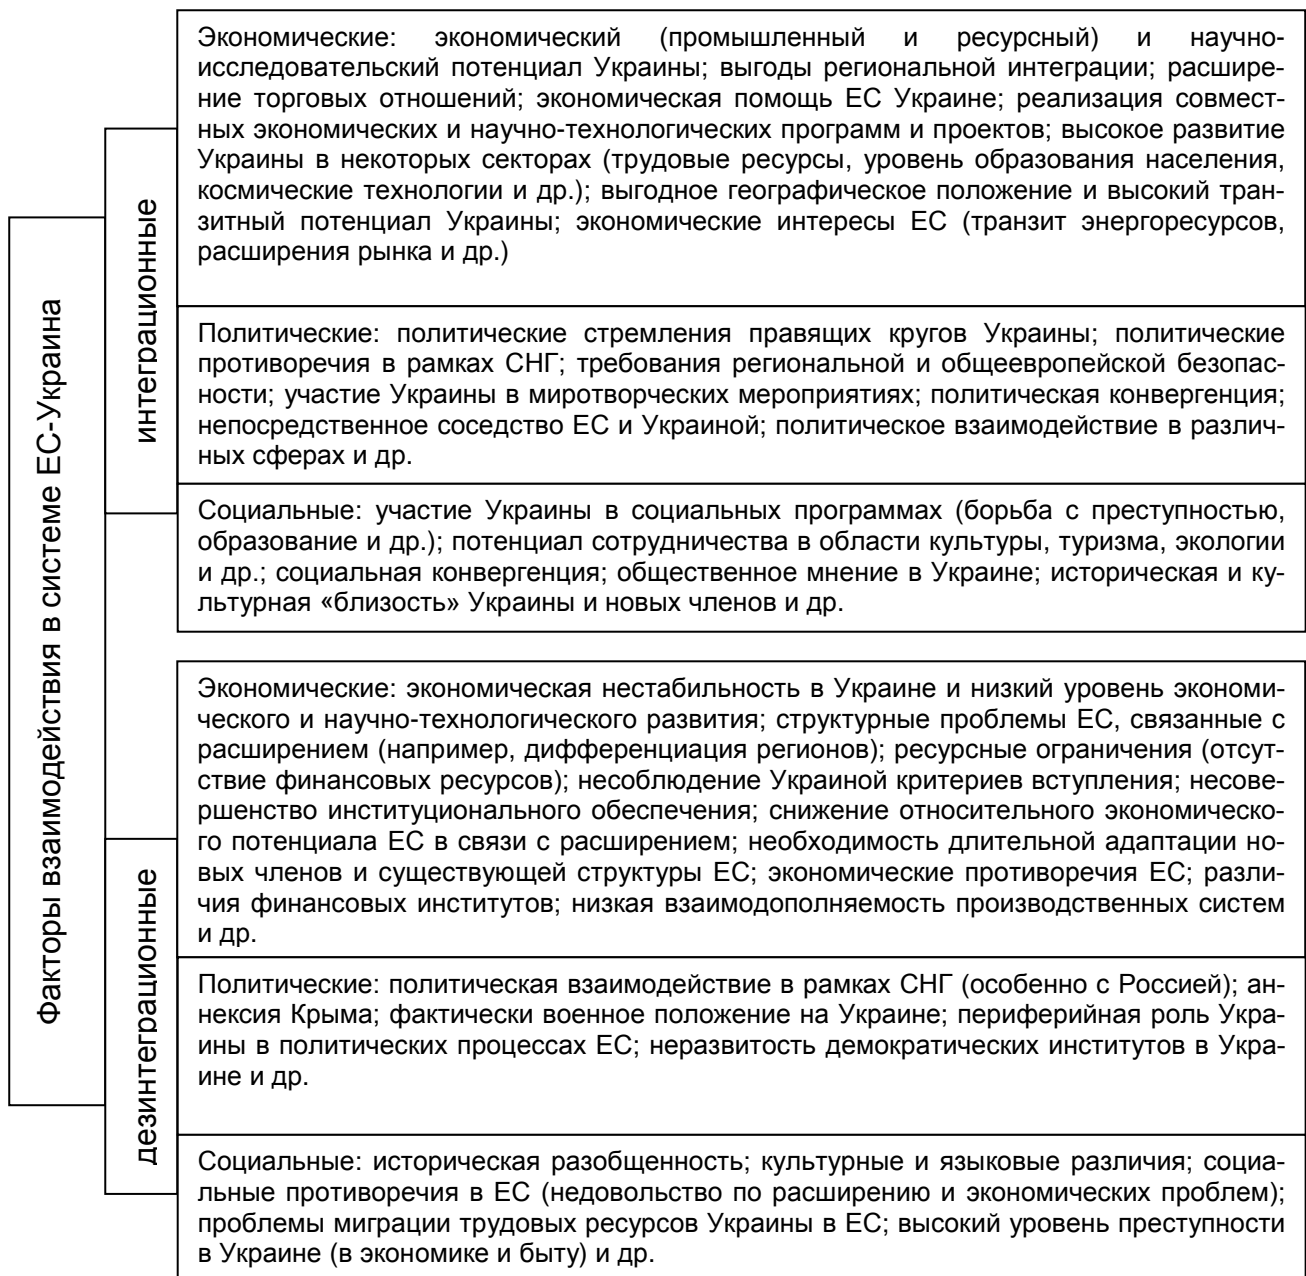 Факторы взаимодействия в системе ЕС-Украина
интеграционные
Экономические: экономический (промышленный и ресурсный) и научно-
исследовательский потенциал Украины; выгоды региональной интеграции; расшире-
ние торговых отношений; экономическая помощь ЕС Украине; реализация совмест-
ных экономических и научно-технологических программ и проектов; высокое развитие
Украины в некоторых секторах (трудовые ресурсы, уровень образования населения,
космические технологии и др.); выгодное географическое положение и высокий тран-
зитный потенциал Украины; экономические интересы ЕС (транзит энергоресурсов,
расширения рынка и др.)
Политические: политические стремления правящих кругов Украины; политические
противоречия в рамках СНГ; требования региональной и общеевропейской безопас-
ности; участие Украины в миротворческих мероприятиях; политическая конвергенция;
непосредственное соседство ЕС и Украиной; политическое взаимодействие в различ-
ных сферах и др.
Социальные: участие Украины в социальных программах (борьба с преступностью,
образование и др.); потенциал сотрудничества в области культуры, туризма, экологии
и др.; социальная конвергенция; общественное мнение в Украине; историческая и ку-
льтурная «близость» Украины и новых членов и др.
дезинтеграционные
Экономические: экономическая нестабильность в Украине и низкий уровень экономи-
ческого и научно-технологического развития; структурные проблемы ЕС, связанные с
расширением (например, дифференциация регионов); ресурсные ограничения (отсут-
ствие финансовых ресурсов); несоблюдение Украиной критериев вступления; несове-
ршенство институционального обеспечения; снижение относительного экономическо-
го потенциала ЕС в связи с расширением; необходимость длительной адаптации но-
вых членов и существующей структуры ЕС; экономические противоречия ЕС; разли-
чия финансовых институтов; низкая взаимодополняемость производственных систем
и др.
Политические: политическая взаимодействие в рамках СНГ (особенно с Россией); ан-
нексия Крыма; фактически военное положение на Украине; периферийная роль Укра-
ины в политических процессах ЕС; неразвитость демократических институтов в Укра-
ине и др.
Социальные: историческая разобщенность; культурные и языковые различия; социа-
льные противоречия в ЕС (недовольство по расширению и экономических проблем);
проблемы миграции трудовых ресурсов Украины в ЕС; высокий уровень преступности
в Украине (в экономике и быту) и др.